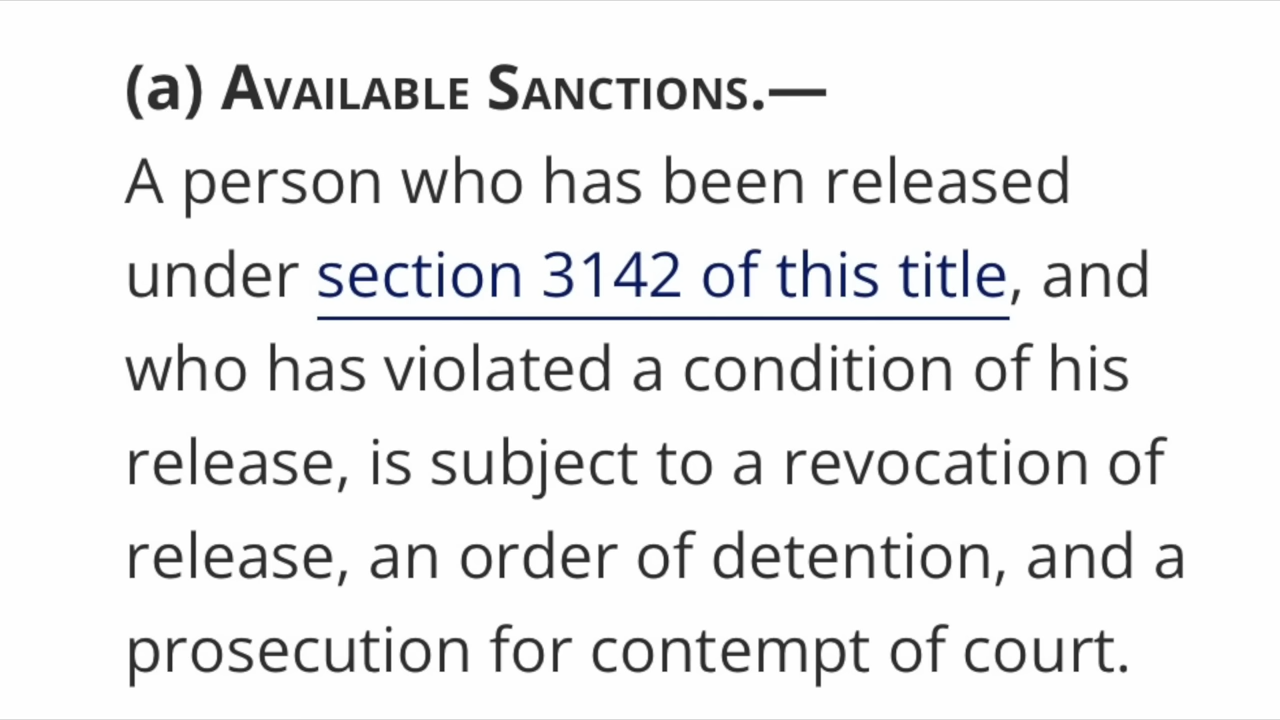 (a) Available Sanctions.—
A person who has been released
under section 3142 of this title, and
who has violated a condition of his
release, is subject to a revocation of
release, an order of detention, and a
prosecution for contempt of court.